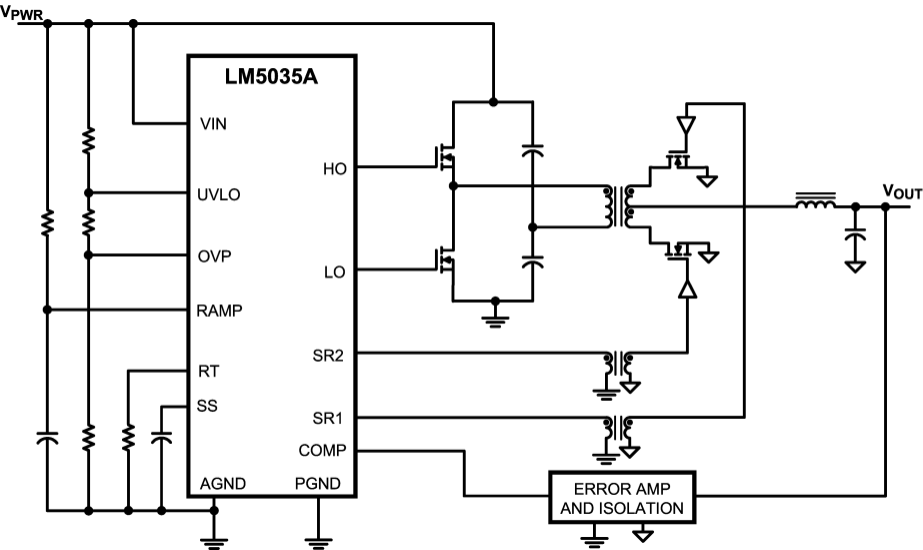 VPWR
LM5035A
VIN
HO
UVLO
VOUT
OVP
LO
RAMP
SR2
RT
SS
SR1
COMP
AGND
PGND
ERROR AMP
AND ISOLATION